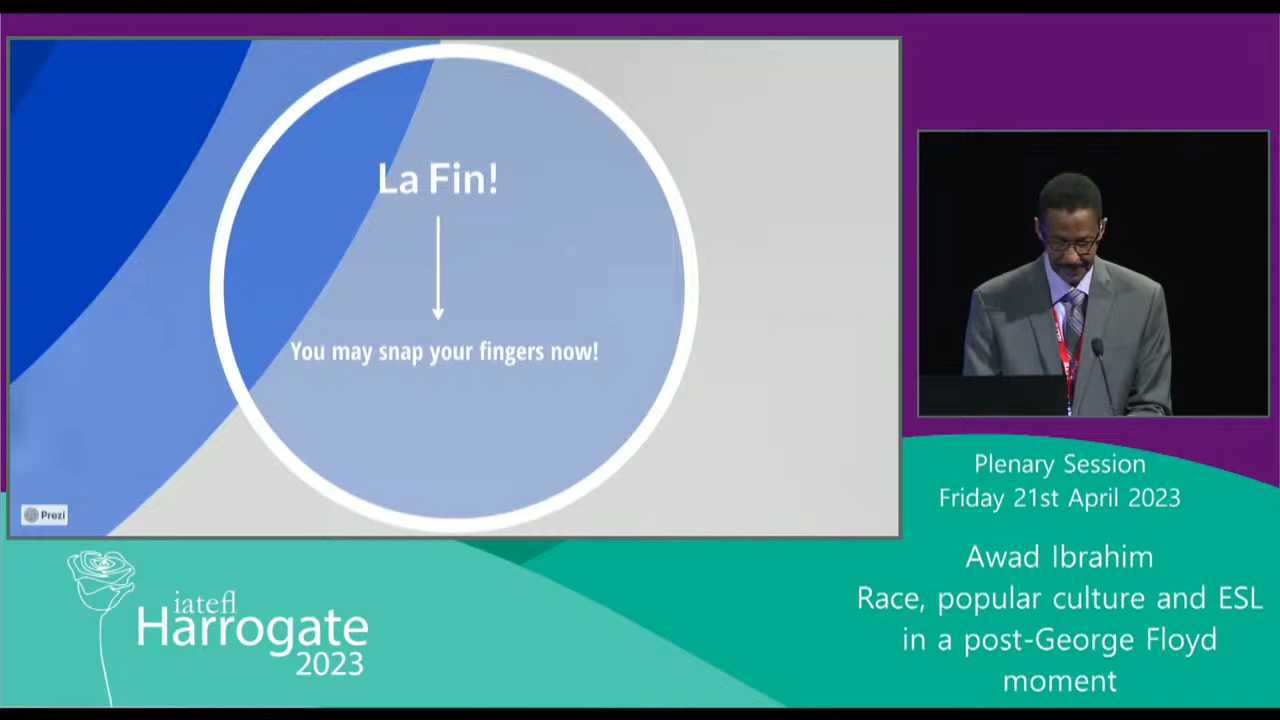 La Fin!
You may snap your fingers now!
Prezi
Plenary Session
Friday 21st April 2023
Awad Ibrahim
Race, popular culture and ESL
in a post-George Floyd
moment
iatefl
Harrogate
2023